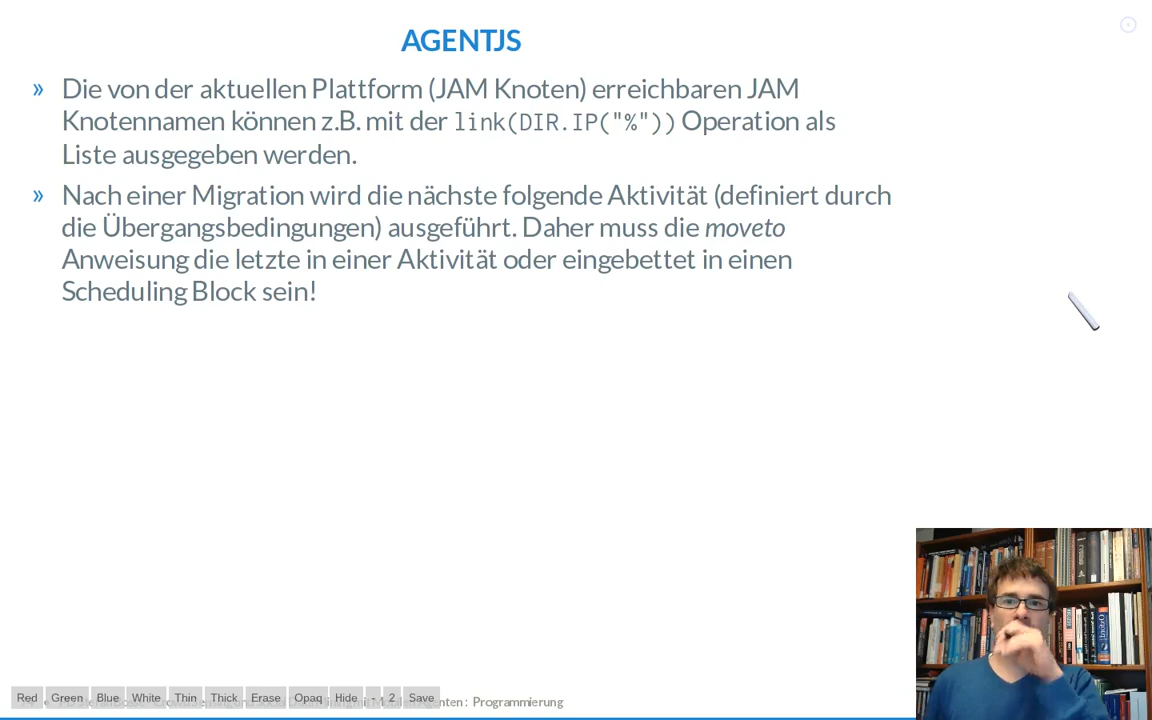 AGENTJS
» Die von der aktuellen Plattform (JAM Knoten) erreichbaren JAM
Knotennamen können z.B. mit der link(DIR.IP("%")) Operation als
Liste ausgegeben werden.
» Nach einer Migration wird die nächste folgende Aktivität (definiert durch
die Übergangsbedingungen) ausgeführt. Daher muss die moveto
Anweisung die letzte in einer Aktivität oder eingebettet in einen
Scheduling Block sein!
Red Green Blue White Thin Thick Erase Opaq Hide - 2 Save
: Programmierung